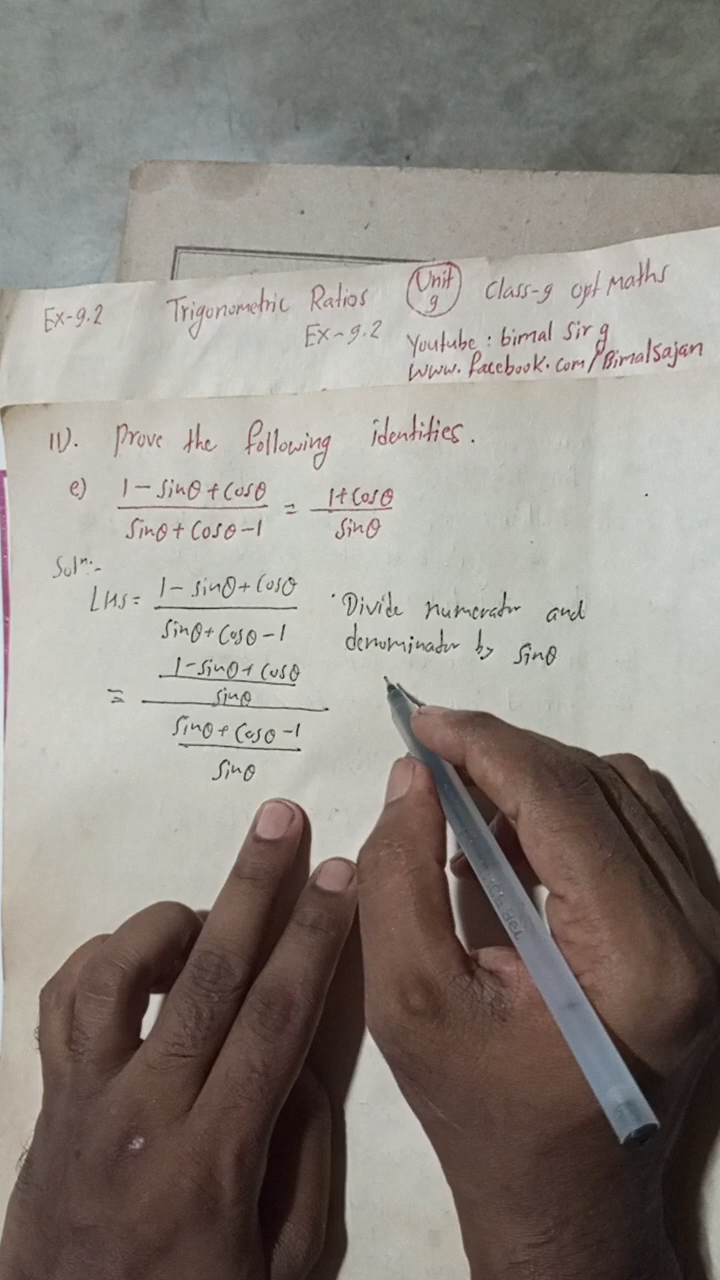 Ex-9.2 Trigonometric Ratios Unit 9 Class-9 opt Maths
Ex-9.2 Youtube : bimal Sir g
www.facebook.com/Bimalsajan
IV. Prove the following identities.
e) (1 - sinθ + cosθ)/(sinθ + cosθ - 1) = (1 + cosθ)/sinθ
Solⁿ:-
LHS = (1 - sinθ + cosθ)/(sinθ + cosθ - 1) Divide numerator and
denominator by sinθ
= ((1 - sinθ + cosθ)/sinθ)/((sinθ + cosθ - 1)/sinθ)